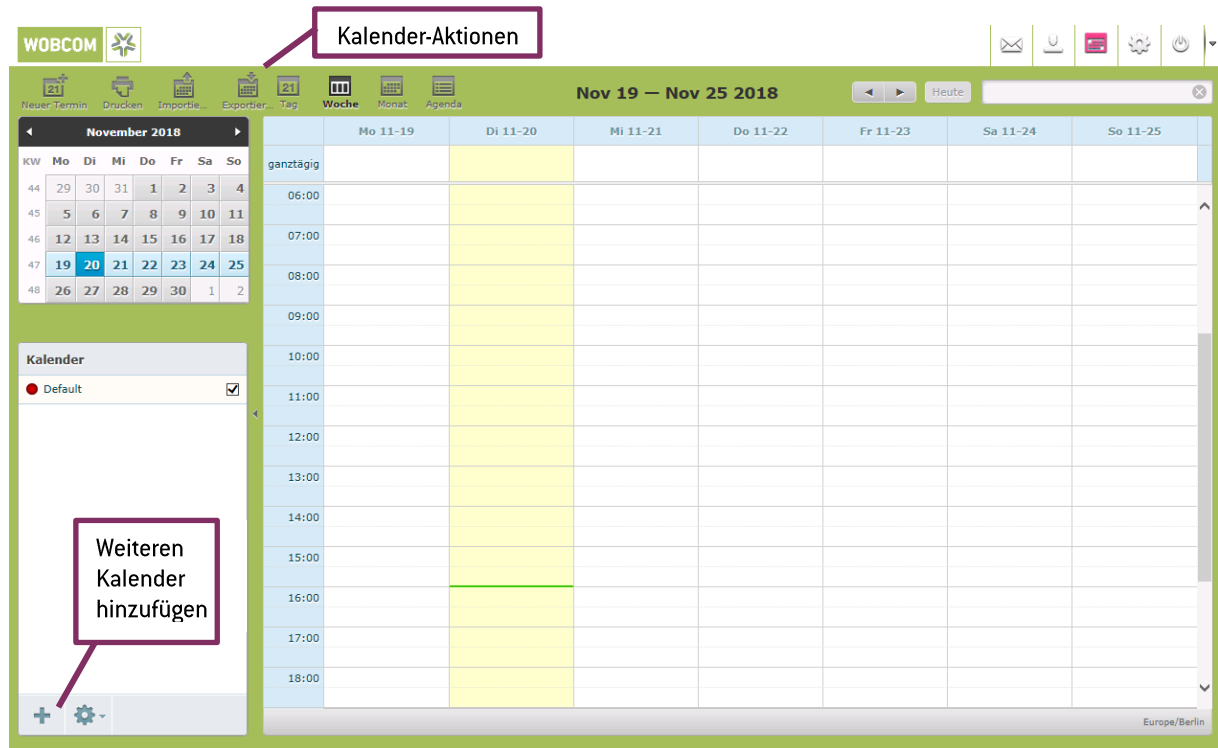 Kalender-Aktionen
WOBCOM
Neuer Termin Drucken Importie... Exportier... 21 Tag Woche Monat Agenda
Nov 19 — Nov 25 2018
Heute
November 2018
KW Mo Di Mi Do Fr Sa So
44 29 30 31 1 2 3 4
45 5 6 7 8 9 10 11
46 12 13 14 15 16 17 18
47 19 20 21 22 23 24 25
48 26 27 28 29 30 1 2
Kalender
Default
Weiteren
Kalender
hinzufügen
Mo 11-19 Di 11-20 Mi 11-21 Do 11-22 Fr 11-23 Sa 11-24 So 11-25
ganztägig
06:00
07:00
08:00
09:00
10:00
11:00
12:00
13:00
14:00
15:00
16:00
17:00
18:00
Europe/Berlin